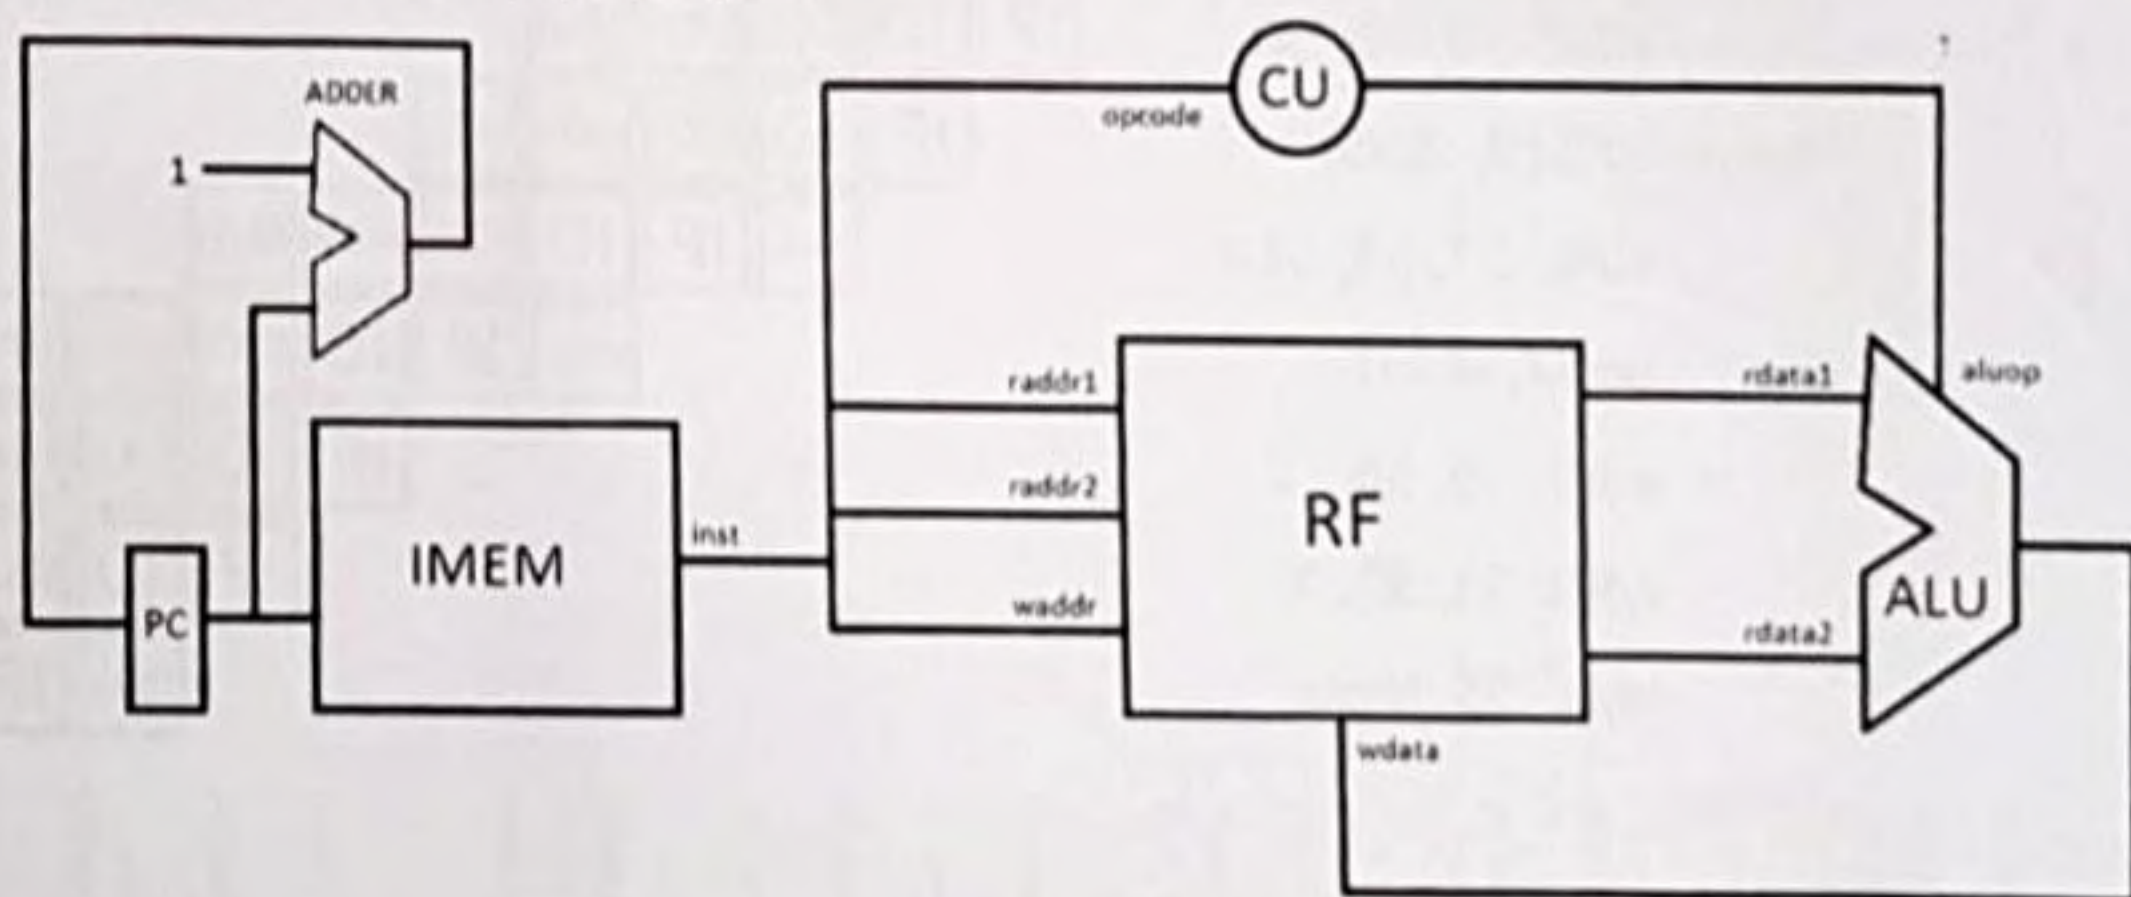 ADDER
1
PC
IMEM
inst
opcode
CU
raddr1
raddr2
waddr
RF
rdata1
rdata2
aluop
ALU
wdata